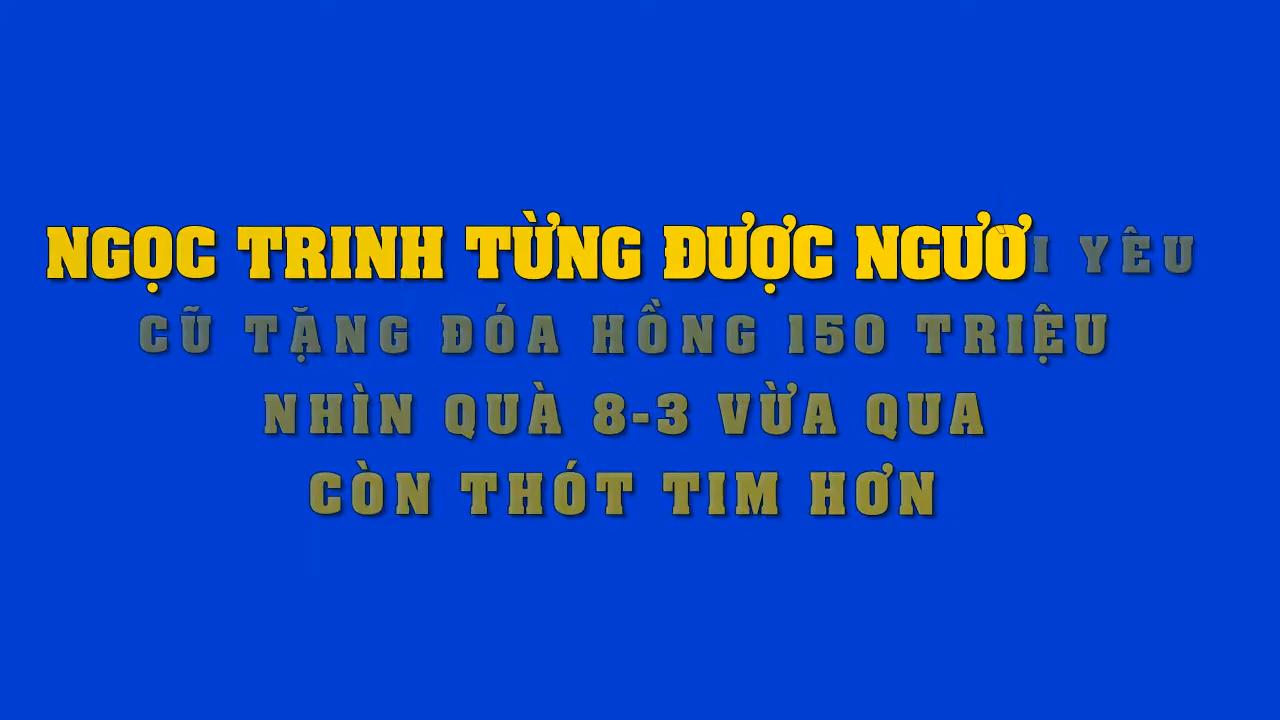 NGỌC TRINH TỪNG ĐƯỢC NGƯỜI YÊU
CŨ TẶNG ĐÓA HỒNG 150 TRIỆU
NHÌN QUÀ 8-3 VỪA QUA
CÒN THÓT TIM HƠN